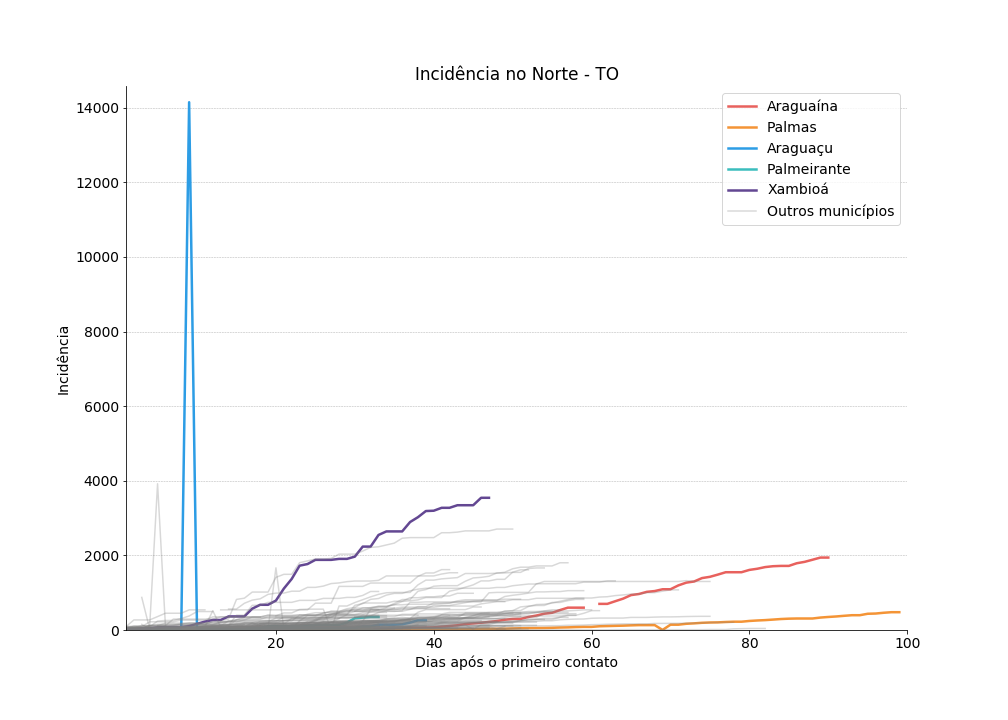 Incidência no Norte - TO
14000
12000
10000
8000
6000
4000
2000
0
Incidência
20
40
60
80
100
Dias após o primeiro contato
Araguaína
Palmas
Araguaçu
Palmeirante
Xambioá
Outros municípios